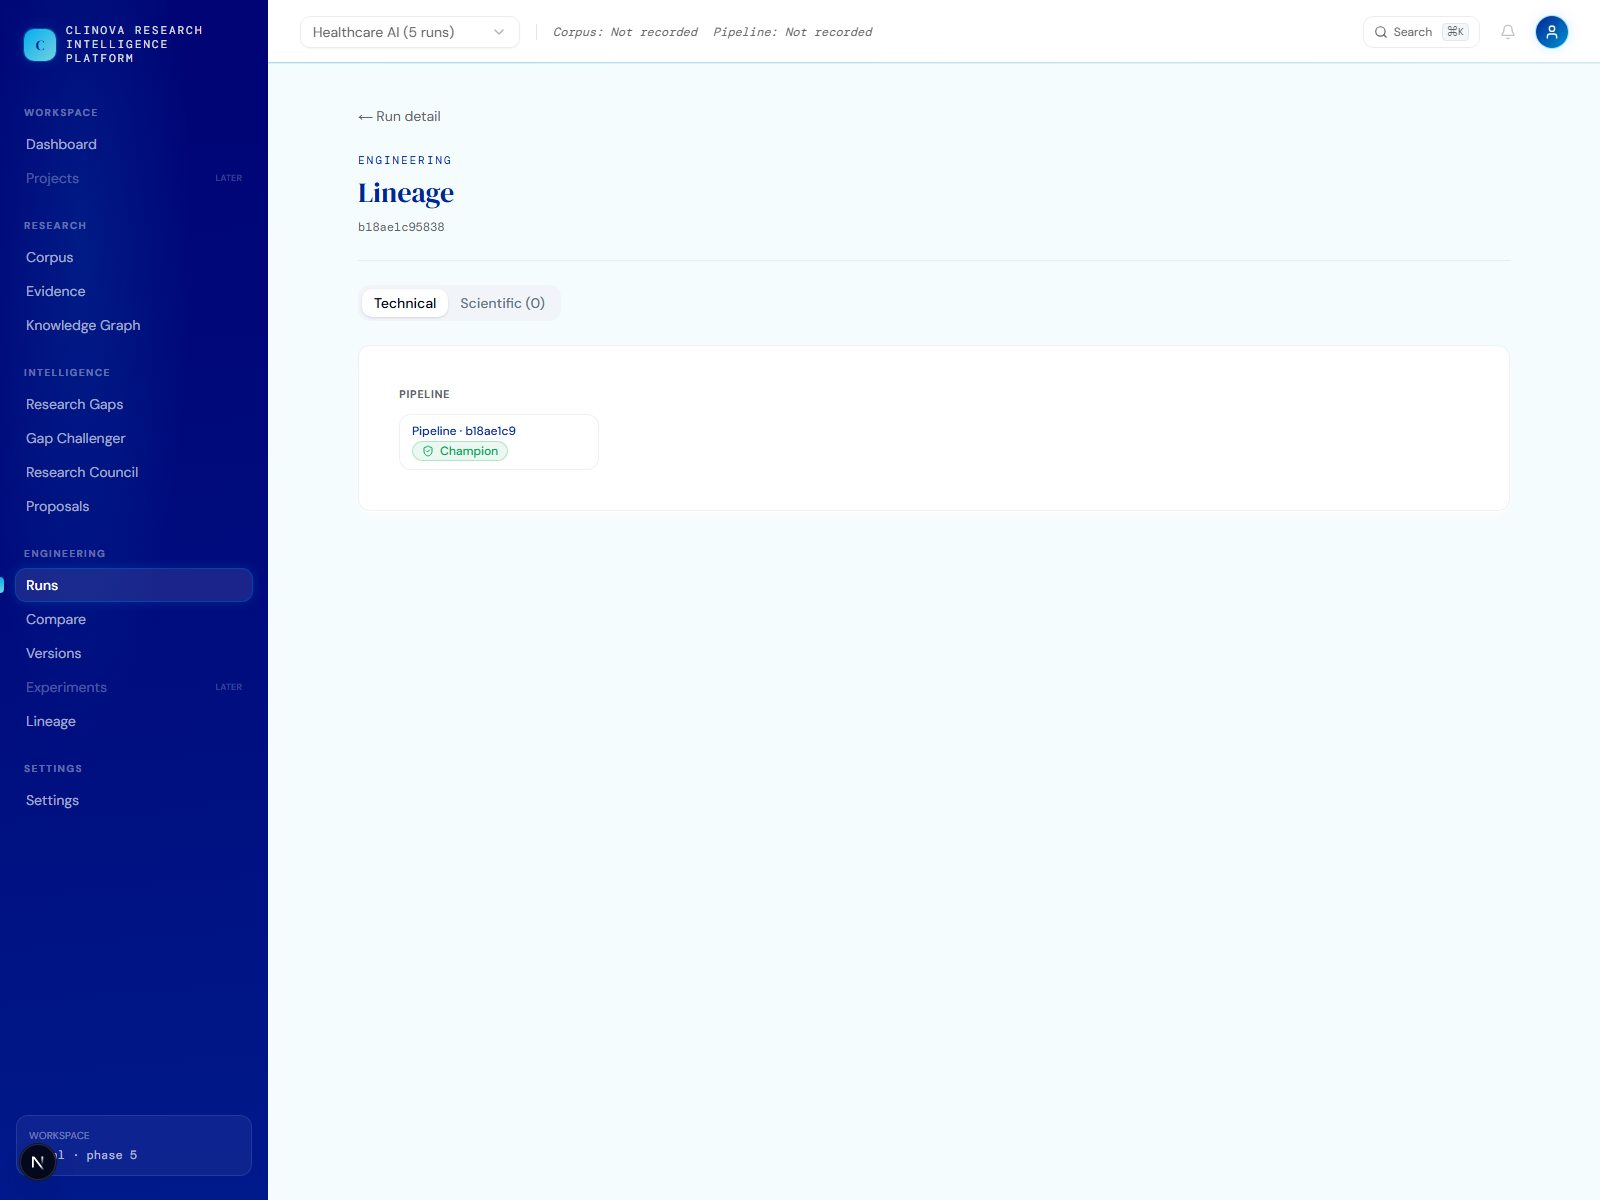 C
CLINOVA RESEARCH
INTELLIGENCE
PLATFORM
WORKSPACE
Dashboard
Projects LATER
RESEARCH
Corpus
Evidence
Knowledge Graph
INTELLIGENCE
Research Gaps
Gap Challenger
Research Council
Proposals
ENGINEERING
Runs
Compare
Versions
Experiments LATER
Lineage
SETTINGS
Settings
WORKSPACE
· phase 5
N
Healthcare AI (5 runs)
Corpus: Not recorded Pipeline: Not recorded
Search ⌘K
← Run detail
ENGINEERING
Lineage
b18ae1c95838
Technical Scientific (0)
PIPELINE
Pipeline · b18ae1c9
Champion